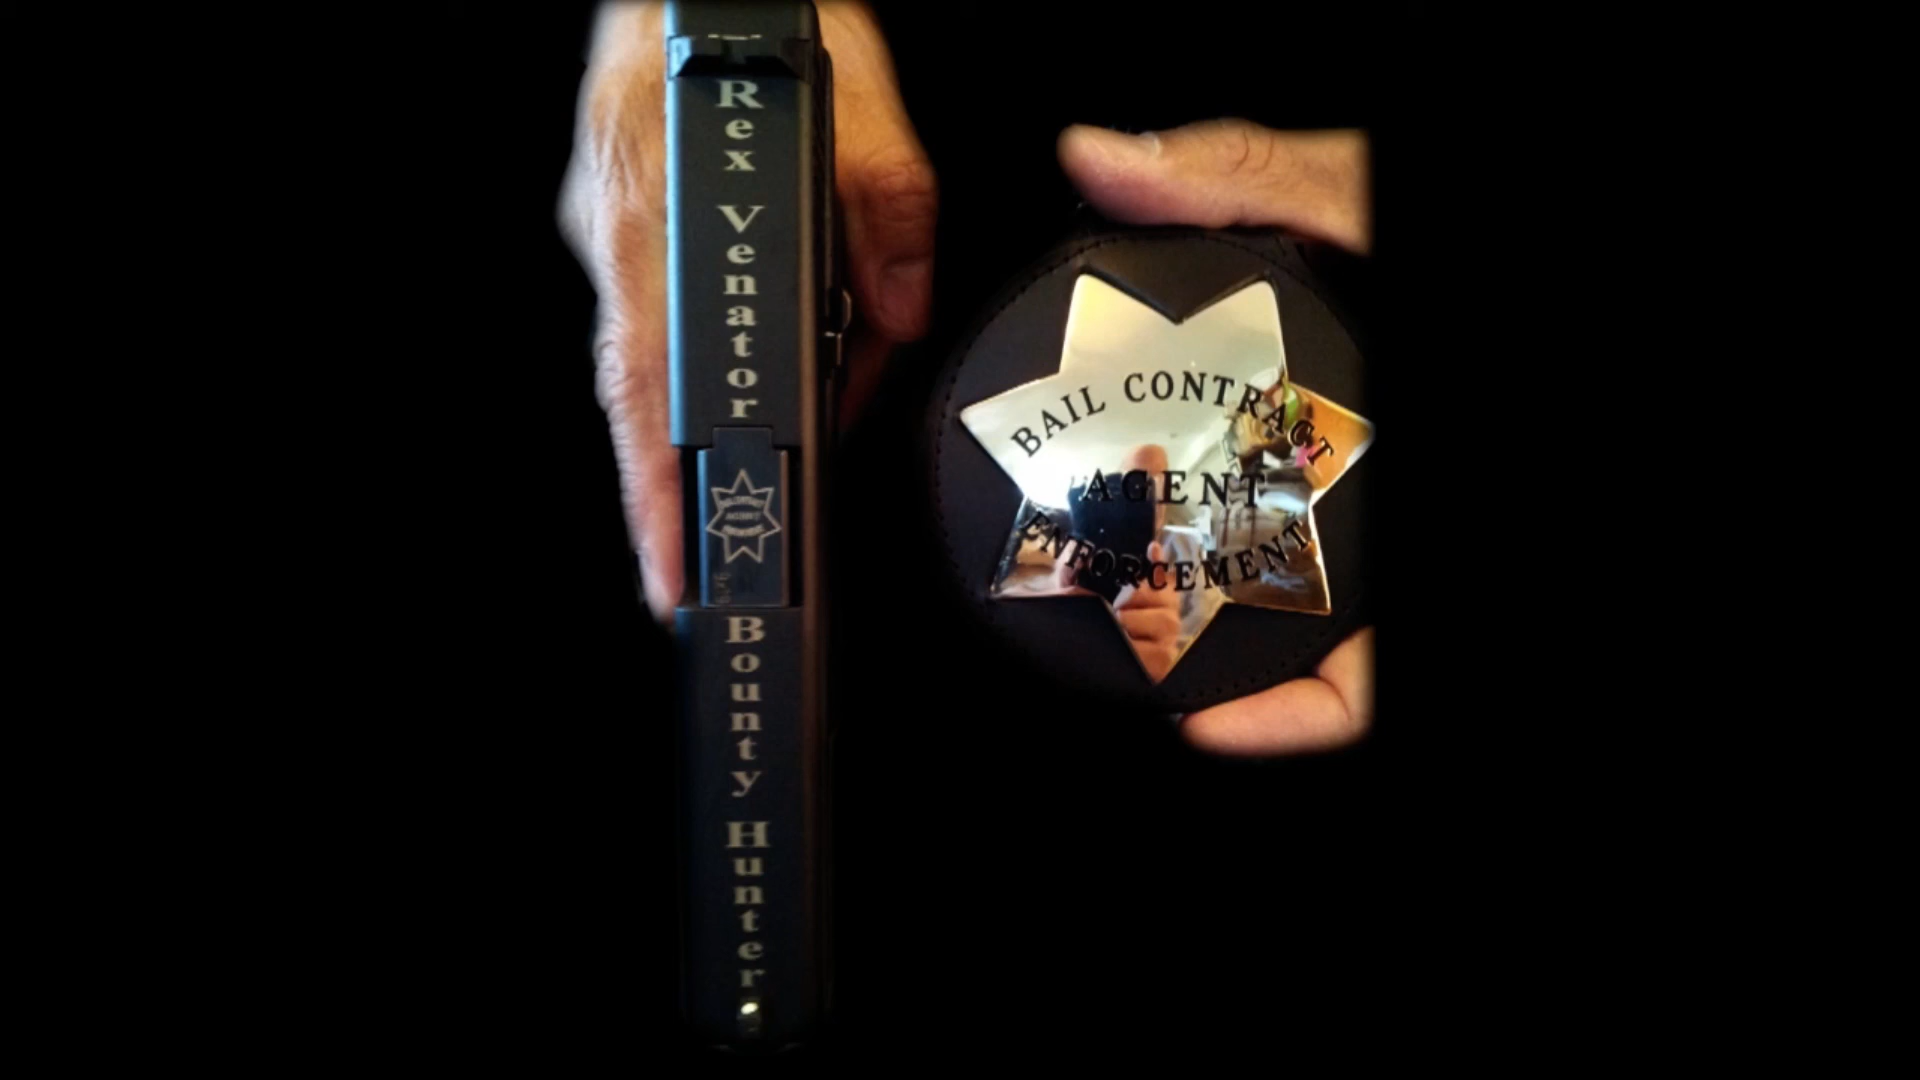 Rex Venator
Bounty Hunter
BAIL CONTRACT
AGENT
ENFORCEMENT